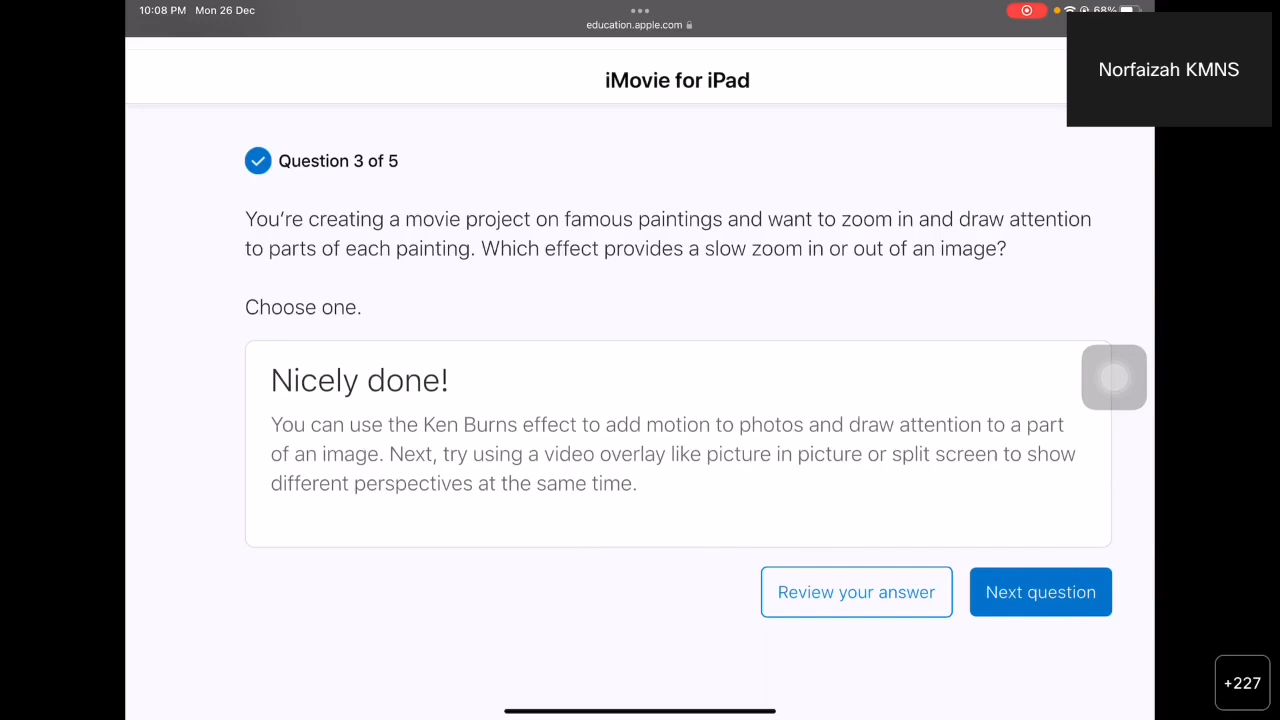 10:08 PM Mon 26 Dec
68%
education.apple.com
Norfaizah KMNS
iMovie for iPad
Question 3 of 5
You're creating a movie project on famous paintings and want to zoom in and draw attention
to parts of each painting. Which effect provides a slow zoom in or out of an image?
Choose one.
Nicely done!
You can use the Ken Burns effect to add motion to photos and draw attention to a part
of an image. Next, try using a video overlay like picture in picture or split screen to show
different perspectives at the same time.
Review your answer
Next question
+227